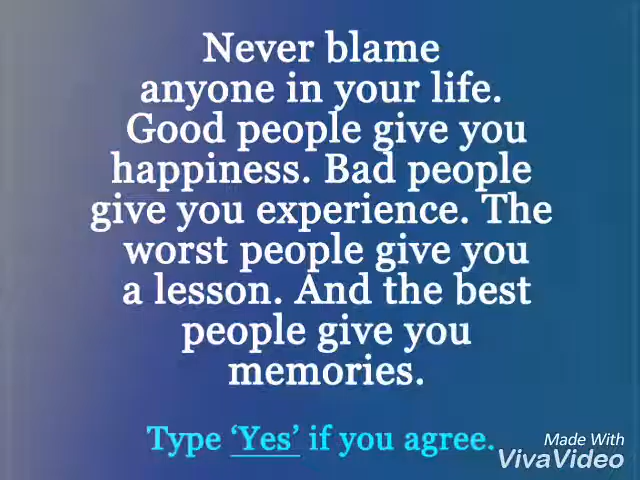 Never blame
anyone in your life.
Good people give you
happiness. Bad people
give you experience. The
worst people give you
a lesson. And the best
people give you
memories.
Type ‘Yes’ if you agree.
Made With
VivaVideo